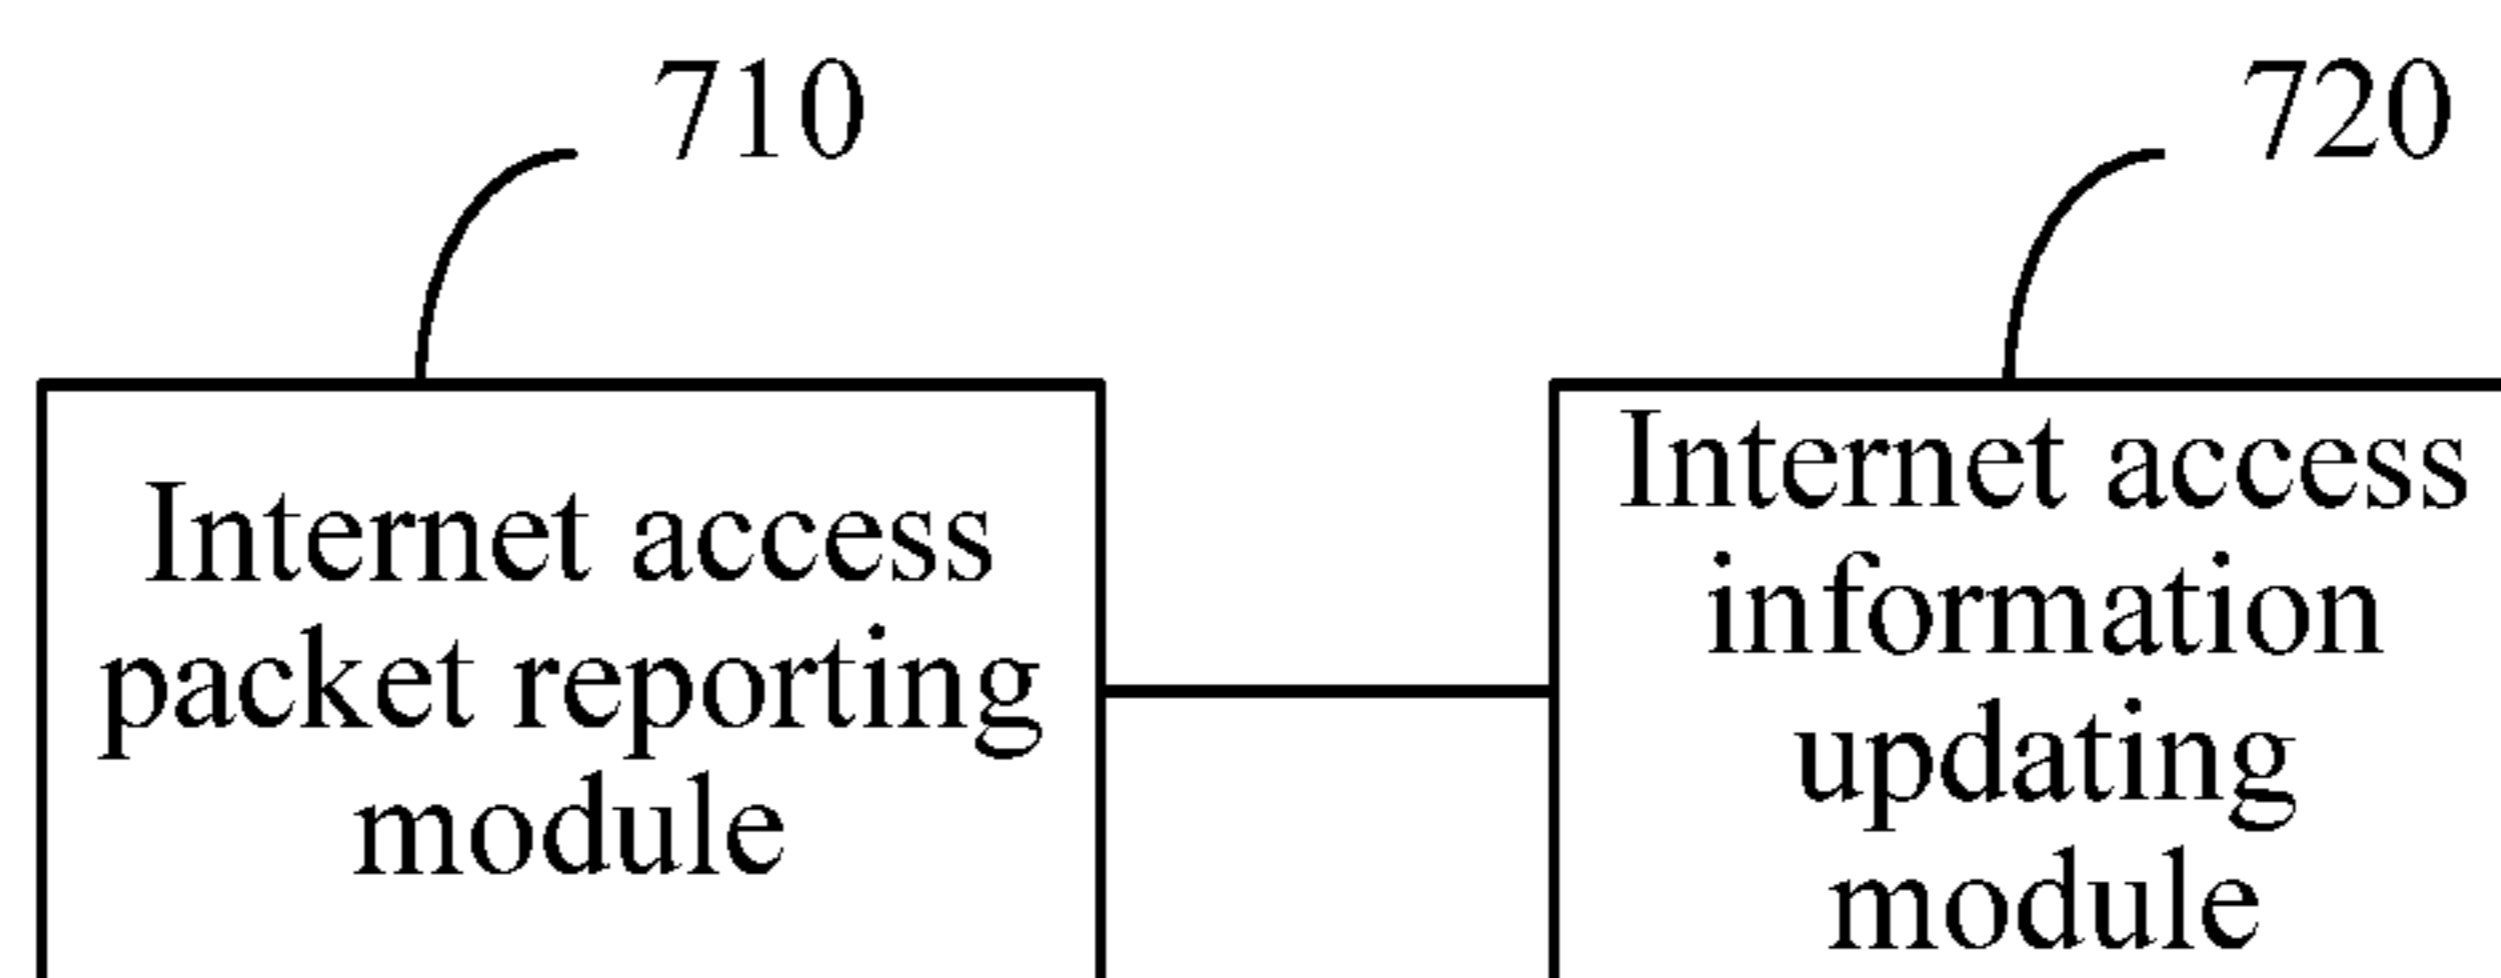 710
Internet access
packet reporting
module
720
Internet access
information
updating
module